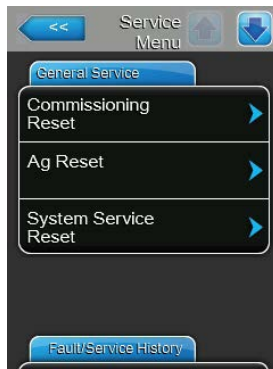 <<
Service
Menu
General Service
Commissioning
Reset
Ag Reset
System Service
Reset
Fault/Service History